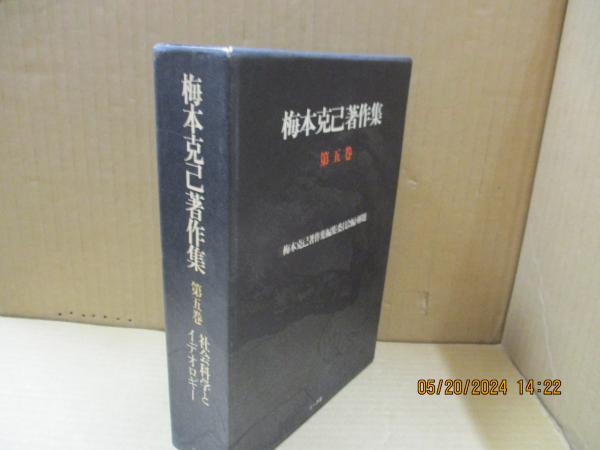 梅本克己著作集
第五巻
社会科学と
イデオロギー
梅本克己著作集
第五巻
梅本克己著作集編集委員会編・解題
05/20/2024 14:22